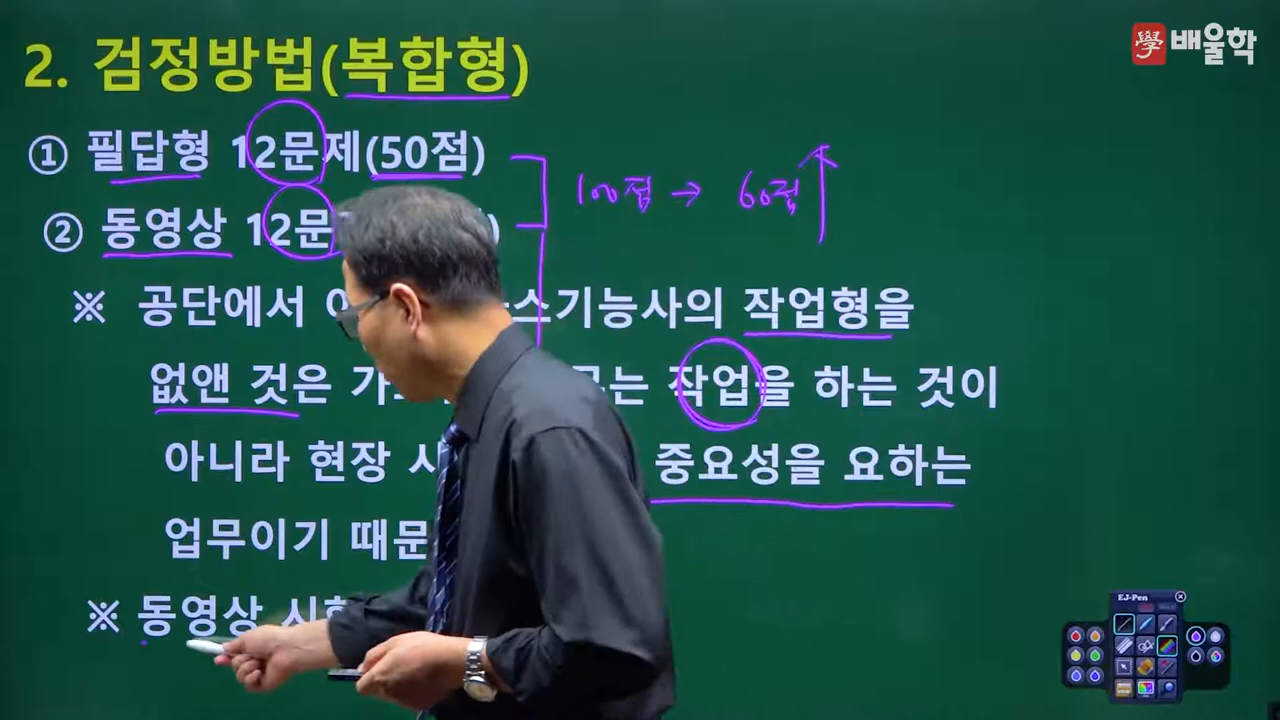 2. 검정방법(복합형)
學 배울학
① 필답형 12문제(50점)
100점 → 60점
② 동영상 12문
※ 공단에서 스기능사의 작업형을
없앤 것은 작업을 하는 것이
아니라 현장 중요성을 요하는
업무이기 때문
※ 동영상
EJ-Pen